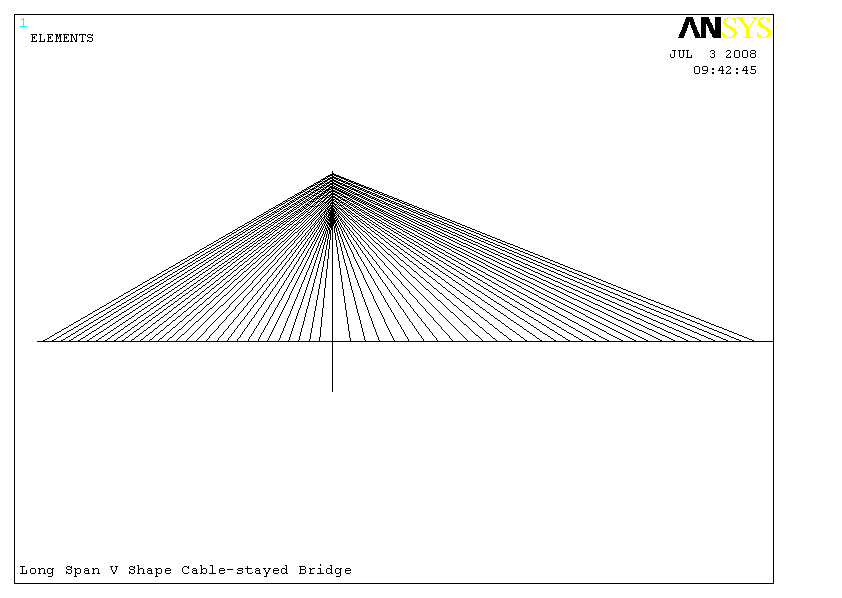 1
ELEMENTS
ANSYS
JUL  3 2008
09:42:45
Long Span V Shape Cable-stayed Bridge